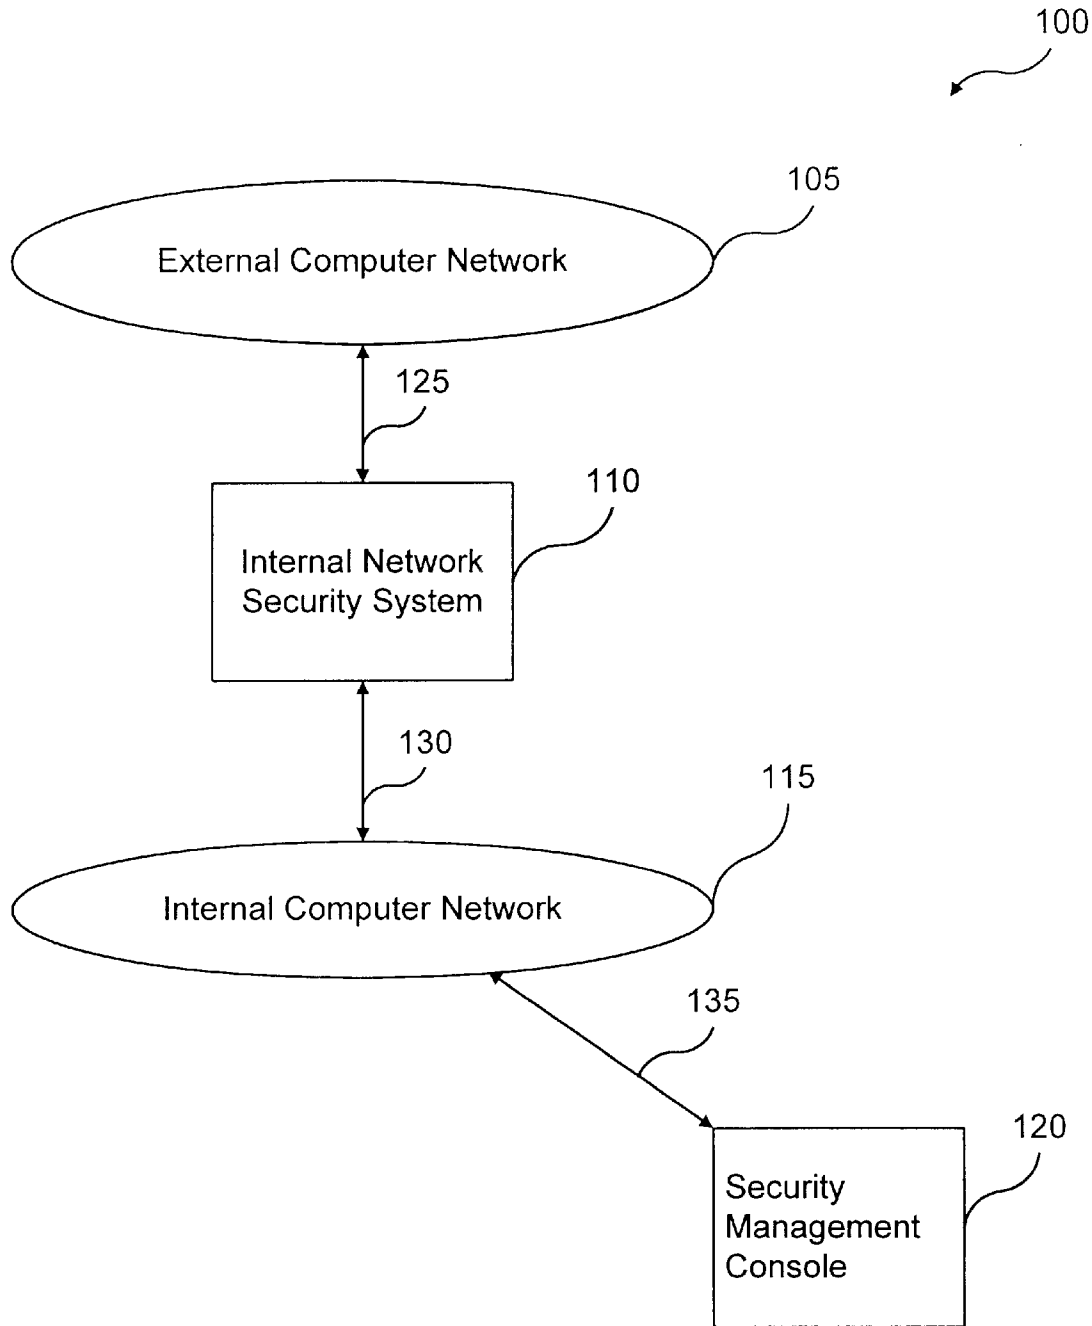 100
105
External Computer Network
125
110
Internal Network
Security System
130
115
Internal Computer Network
135
120
Security
Management
Console